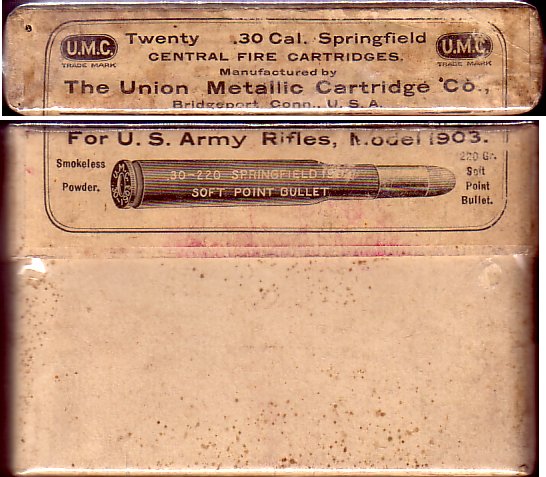 U.M.C. Twenty .30 Cal. Springfield U.M.C.
TRADE MARK CENTRAL FIRE CARTRIDGES. TRADE MARK
Manufactured by
The Union Metallic Cartridge Co.,
Bridgeport, Conn., U. S. A.
For U. S. Army Rifles, Model 1903.
Smokeless
Powder.
.30-220 SPRINGFIELD 1903
SOFT POINT BULLET
220 Gr.
Soft
Point
Bullet.